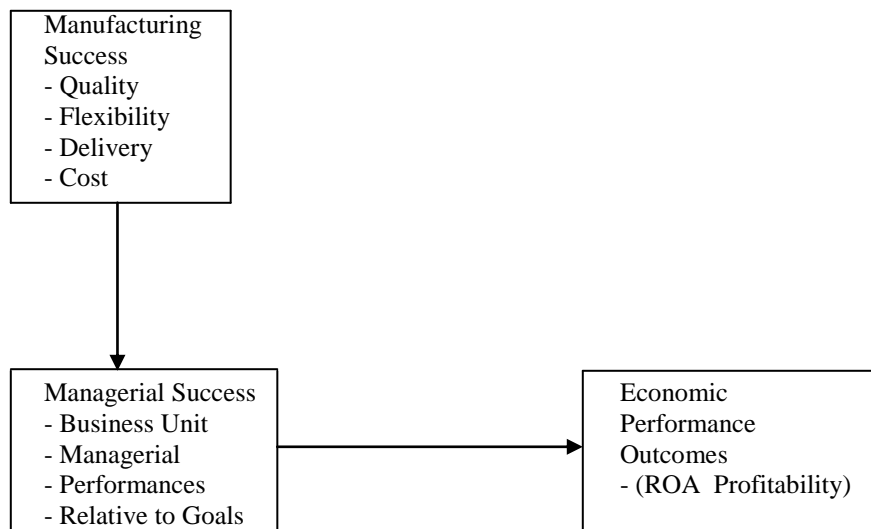 Manufacturing
Success
- Quality
- Flexibility
- Delivery
- Cost
Managerial Success
- Business Unit
- Managerial
- Performances
- Relative to Goals
Economic
Performance
Outcomes
- (ROA Profitability)